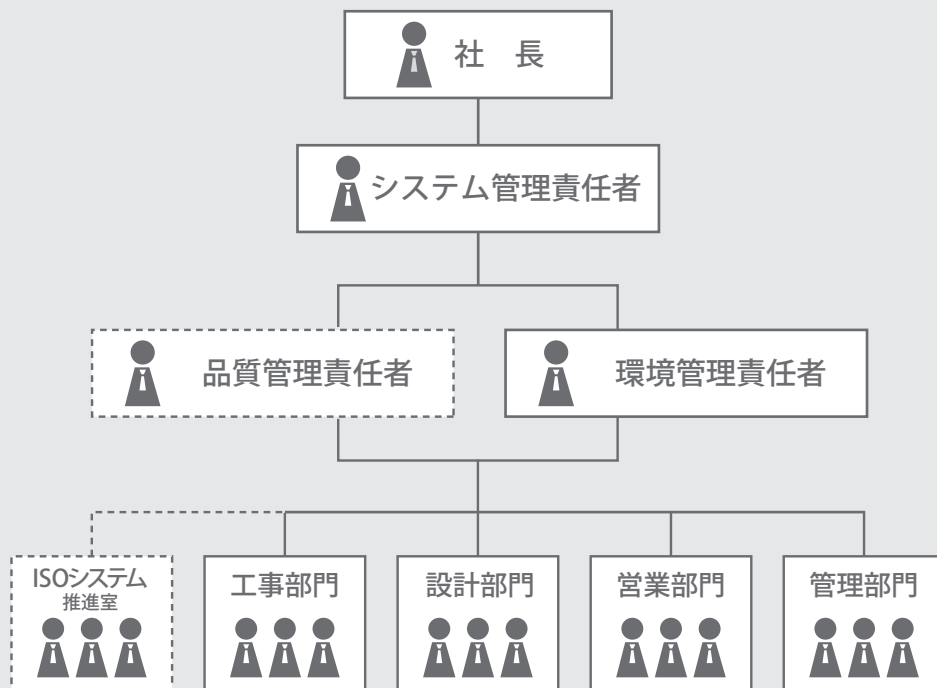 社　長
システム管理責任者
品質管理責任者
環境管理責任者
ISOシステム
推進室
工事部門
設計部門
営業部門
管理部門